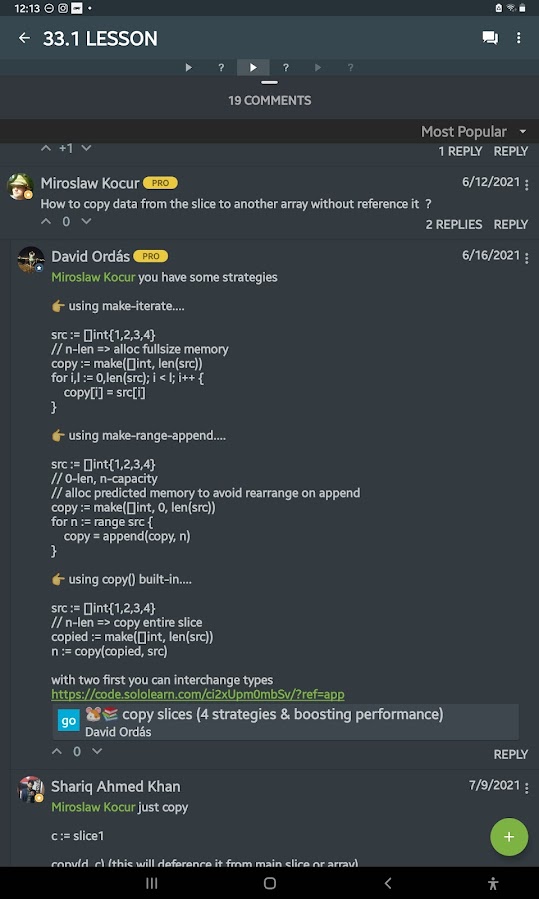 12:13
33.1 LESSON
19 COMMENTS
Most Popular
+1
1 REPLY REPLY
Miroslaw Kocur PRO 6/12/2021
How to copy data from the slice to another array without reference it ?
0
2 REPLIES REPLY
David Ordás PRO 6/16/2021
Miroslaw Kocur you have some strategies
👉 using make-iterate....
src := []int{1,2,3,4}
// n-len => alloc fullsize memory
copy := make([]int, len(src))
for i,l := 0,len(src); i < l; i++ {
copy[i] = src[i]
}
👉 using make-range-append....
src := []int{1,2,3,4}
// 0-len, n-capacity
// alloc predicted memory to avoid rearrange on append
copy := make([]int, 0, len(src))
for n := range src {
copy = append(copy, n)
}
👉 using copy() built-in....
src := []int{1,2,3,4}
// n-len => copy entire slice
copied := make([]int, len(src))
n := copy(copied, src)
with two first you can interchange types
https://code.sololearn.com/ci2xUpm0mbSv/?ref=app
go 🐹📚 copy slices (4 strategies & boosting performance)
David Ordás
0
REPLY
Shariq Ahmed Khan 7/9/2021
Miroslaw Kocur just copy
c := slice1
copy(d, c) (this will deference it from main slice or array)